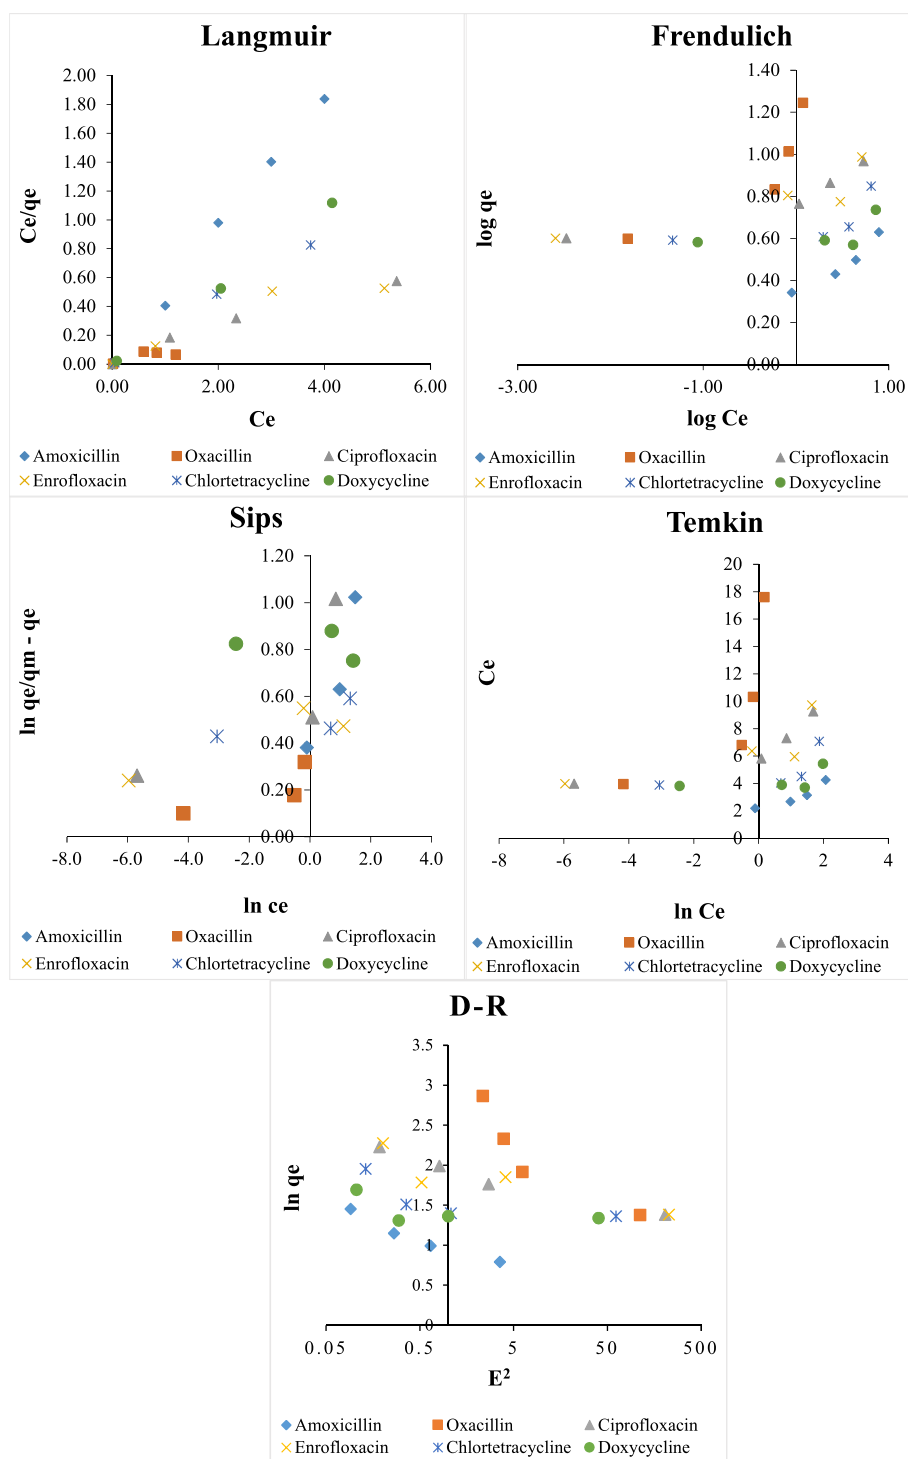 Langmuir
2.00
1.80
1.60
1.40
1.20
1.00
0.80
0.60
0.40
0.20
0.00
Ce/qe
0.00 2.00 4.00 6.00
Ce
Amoxicillin Oxacillin Ciprofloxacin
Enrofloxacin Chlortetracycline Doxycycline
Frendulich
1.40
1.20
1.00
0.80
0.60
0.40
0.20
0.00
log qe
-3.00 -1.00 1.00
log Ce
Amoxicillin Oxacillin Ciprofloxacin
Enrofloxacin Chlortetracycline Doxycycline
Sips
1.20
1.00
0.80
0.60
0.40
0.20
0.00
ln qe/qm - qe
-8.0 -6.0 -4.0 -2.0 0.0 2.0 4.0
ln ce
Amoxicillin Oxacillin Ciprofloxacin
Enrofloxacin Chlortetracycline Doxycycline
Temkin
20
18
16
14
12
10
8
6
4
2
0
Ce
-8 -6 -4 -2 0 2 4
ln Ce
Amoxicillin Oxacillin Ciprofloxacin
Enrofloxacin Chlortetracycline Doxycycline
D-R
3.5
3
2.5
2
1.5
1
0.5
0
ln qe
0.05 0.5 5 50 500
E²
Amoxicillin Oxacillin Ciprofloxacin
Enrofloxacin Chlortetracycline Doxycycline